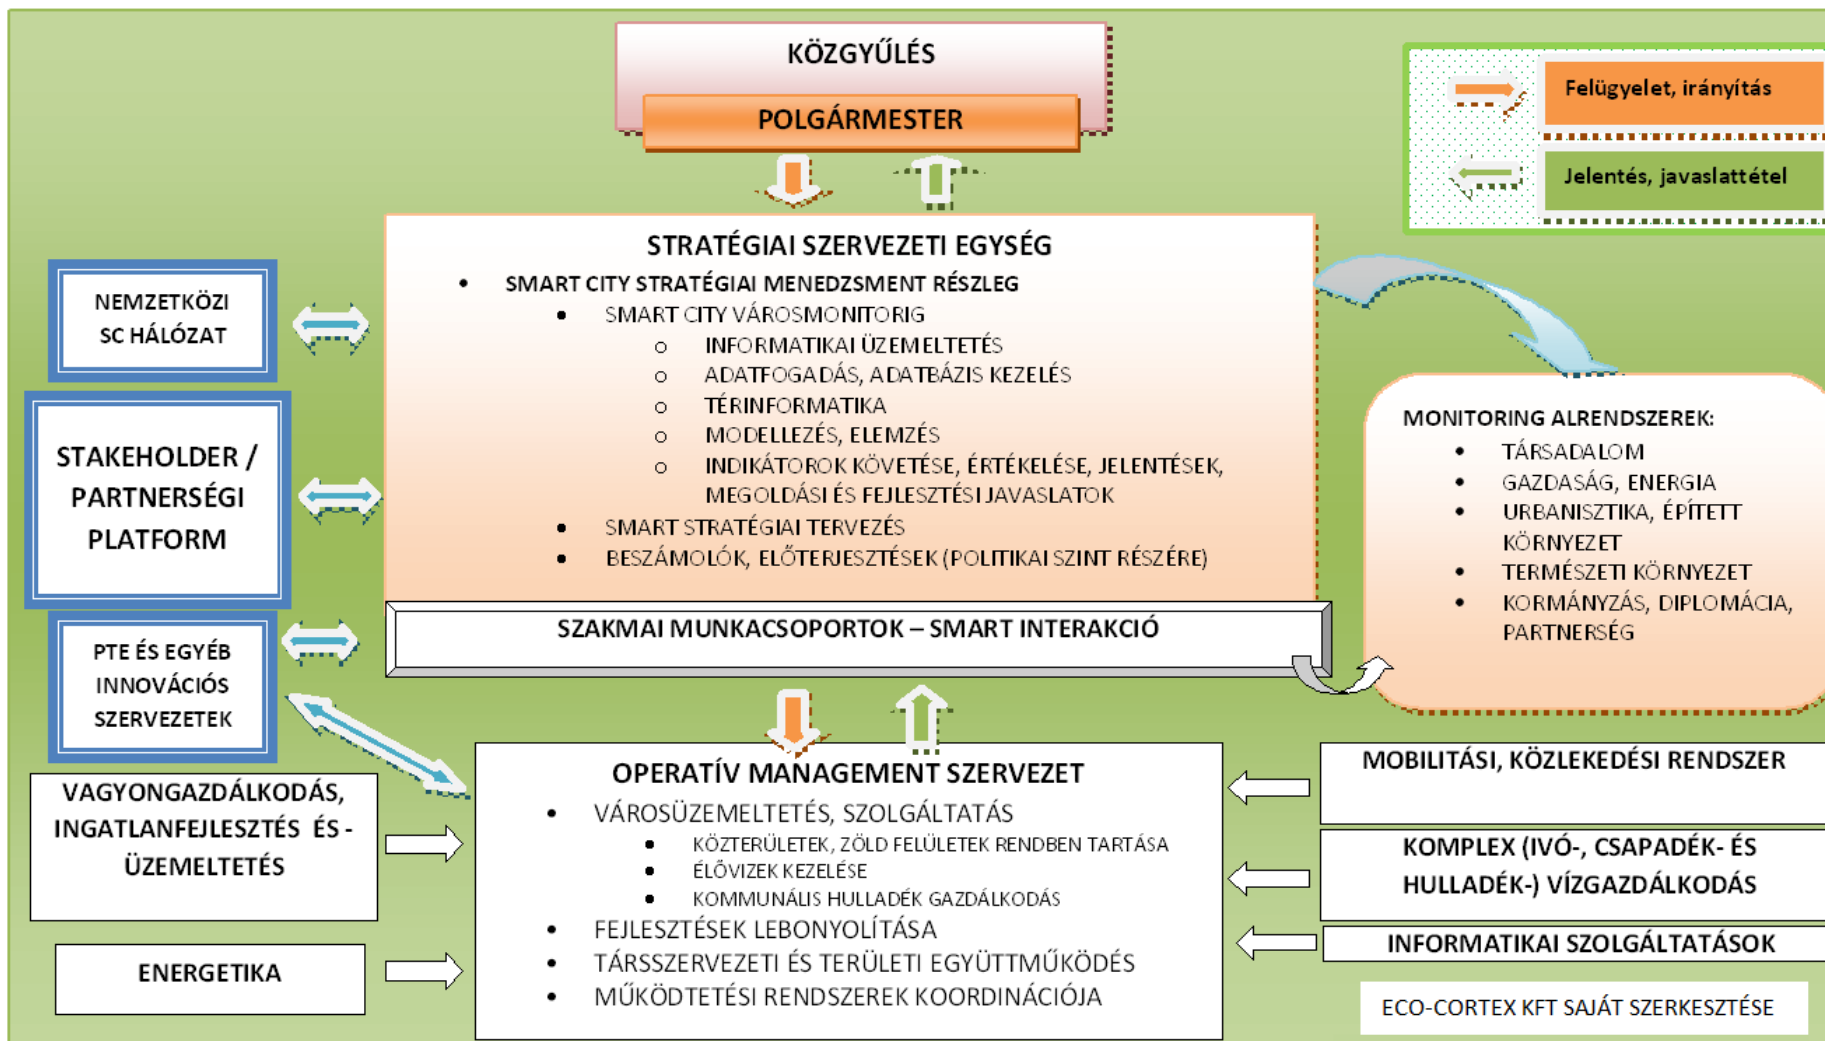 KÖZGYŰLÉS
POLGÁRMESTER
Felügyelet, irányítás
Jelentés, javaslattétel
STRATÉGIAI SZERVEZETI EGYSÉG
• SMART CITY STRATÉGIAI MENEDZSMENT RÉSZLEG
• SMART CITY VÁROSMONITORIG
o INFORMATIKAI ÜZEMELTETÉS
o ADATFOGADÁS, ADATBÁZIS KEZELÉS
o TÉRINFORMATIKA
o MODELLEZÉS, ELEMZÉS
o INDIKÁTOROK KÖVETÉSE, ÉRTÉKELÉSE, JELENTÉSEK,
MEGOLDÁSI ÉS FEJLESZTÉSI JAVASLATOK
• SMART STRATÉGIAI TERVEZÉS
• BESZÁMOLÓK, ELŐTERJESZTÉSEK (POLITIKAI SZINT RÉSZÉRE)
SZAKMAI MUNKACSOPORTOK – SMART INTERAKCIÓ
NEMZETKÖZI
SC HÁLÓZAT
STAKEHOLDER /
PARTNERSÉGI
PLATFORM
PTE ÉS EGYÉB
INNOVÁCIÓS
SZERVEZETEK
MONITORING ALRENDSZEREK:
• TÁRSADALOM
• GAZDASÁG, ENERGIA
• URBANISZTIKA, ÉPÍTETT
KÖRNYEZET
• TERMÉSZETI KÖRNYEZET
• KORMÁNYZÁS, DIPLOMÁCIA,
PARTNERSÉG
VAGYONGAZDÁLKODÁS,
INGATLANFEJLESZTÉS ÉS -
ÜZEMELTETÉS
ENERGETIKA
OPERATÍV MANAGEMENT SZERVEZET
• VÁROSÜZEMELTETÉS, SZOLGÁLTATÁS
• KÖZTERÜLETEK, ZÖLD FELÜLETEK RENDBEN TARTÁSA
• ÉLŐVIZEK KEZELÉSE
• KOMMUNÁLIS HULLADÉK GAZDÁLKODÁS
• FEJLESZTÉSEK LEBONYOLÍTÁSA
• TÁRSSZERVEZETI ÉS TERÜLETI EGYÜTTMŰKÖDÉS
• MŰKÖDTETÉSI RENDSZEREK KOORDINÁCIÓJA
MOBILITÁSI, KÖZLEKEDÉSI RENDSZER
KOMPLEX (IVÓ-, CSAPADÉK- ÉS
HULLADÉK-) VÍZGAZDÁLKODÁS
INFORMATIKAI SZOLGÁLTATÁSOK
ECO-CORTEX KFT SAJÁT SZERKESZTÉSE